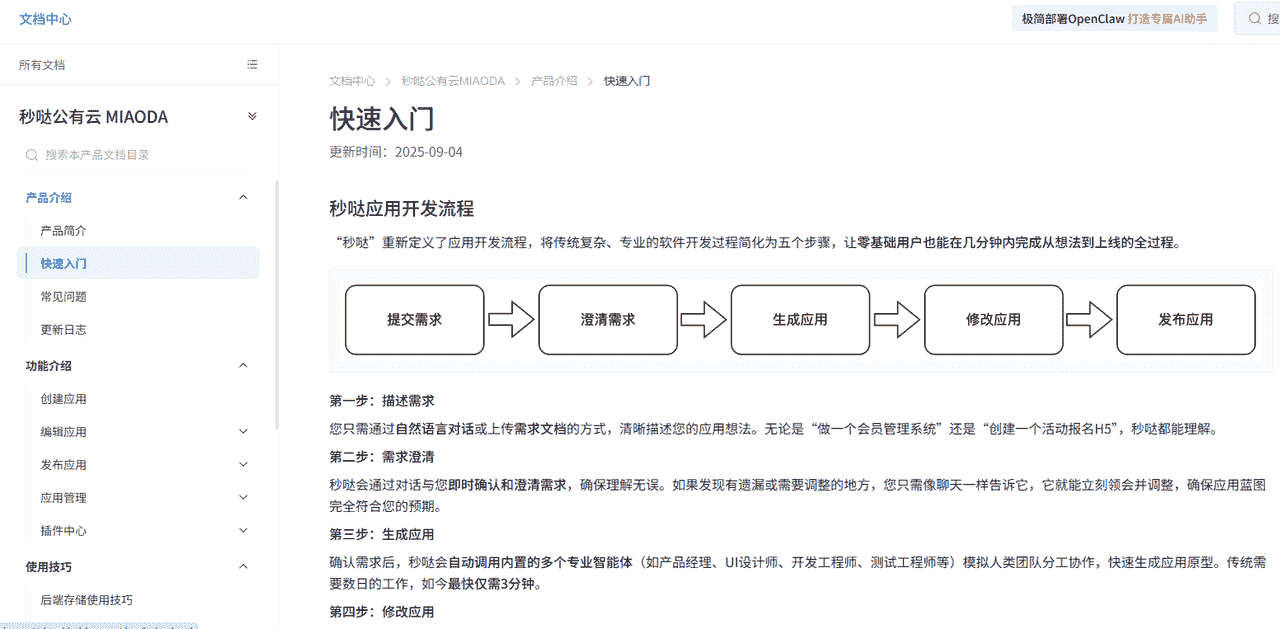 文档中心
极简部署OpenClaw 打造专属AI助手
搜
所有文档
秒哒公有云 MIAODA
搜索本产品文档目录
产品介绍
产品简介
快速入门
常见问题
更新日志
功能介绍
创建应用
编辑应用
发布应用
应用管理
插件中心
使用技巧
后端存储使用技巧
文档中心 > 秒哒公有云MIAODA > 产品介绍 > 快速入门
快速入门
更新时间：2025-09-04
秒哒应用开发流程
“秒哒”重新定义了应用开发流程，将传统复杂、专业的软件开发过程简化为五个步骤，让零基础用户也能在几分钟内完成从想法到上线的全过程。
提交需求
澄清需求
生成应用
修改应用
发布应用
第一步：描述需求
您只需通过自然语言对话或上传需求文档的方式，清晰描述您的应用想法。无论是“做一个会员管理系统”还是“创建一个活动报名H5”，秒哒都能理解。
第二步：需求澄清
秒哒会通过对话与您即时确认和澄清需求，确保理解无误。如果发现有遗漏或需要调整的地方，您只需像聊天一样告诉它，它就能立刻领会并调整，确保应用蓝图
完全符合您的预期。
第三步：生成应用
确认需求后，秒哒会自动调用内置的多个专业智能体（如产品经理、UI设计师、开发工程师、测试工程师等）模拟人类团队分工协作，快速生成应用原型。传统需
要数日的工作，如今最快仅需3分钟。
第四步：修改应用